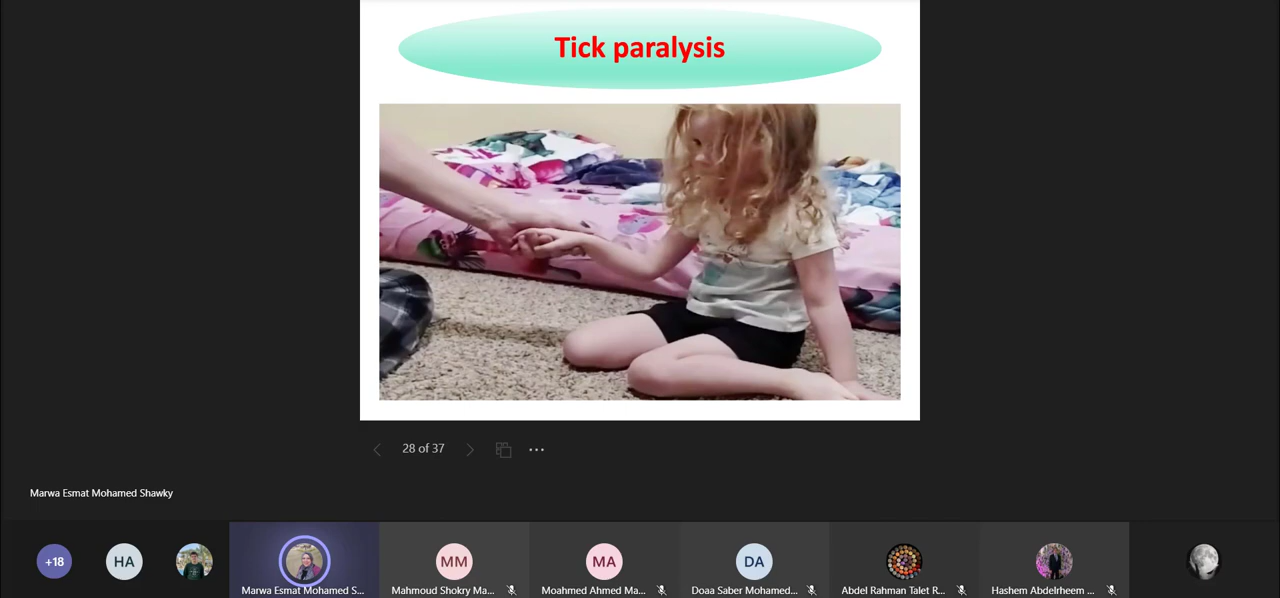 Tick paralysis
28 of 37
Marwa Esmat Mohamed Shawky
+18
HA
MM
MA
DA
Marwa Esmat Mohamed S...
Mahmoud Shokry Ma...
Moahmed Ahmed Ma...
Doaa Saber Mohamed...
Abdel Rahman Talet R...
Hashem Abdelrheem ...